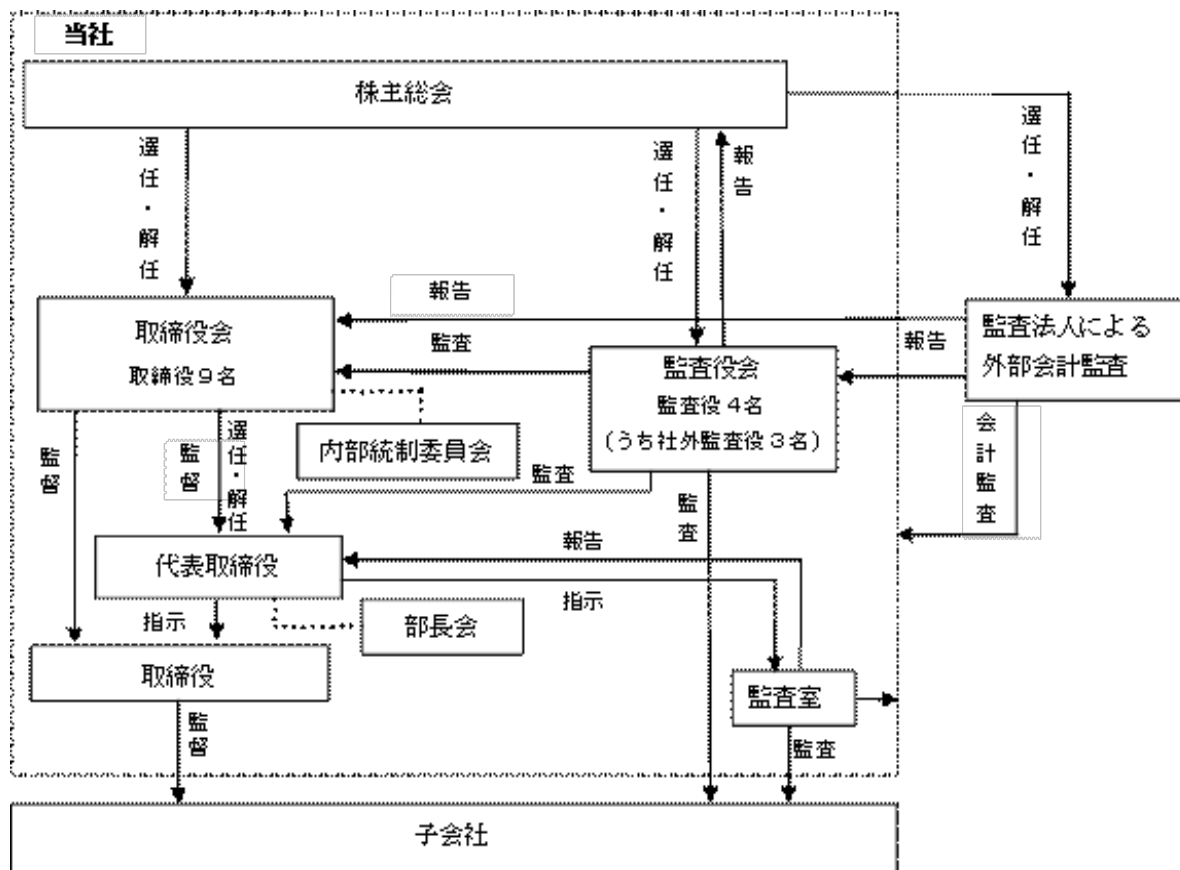 当社
株主総会
選任・解任
選任・解任
報告
選任・解任
報告
取締役会
取締役9名
監査
監査役会
監査役4名
(うち社外監査役3名)
報告
監査法人による
外部会計監査
内部統制委員会
監督
監督
選任・解任
監査
監査
会計監査
代表取締役
報告
指示
指示
部長会
取締役
監査室
監督
監査
子会社